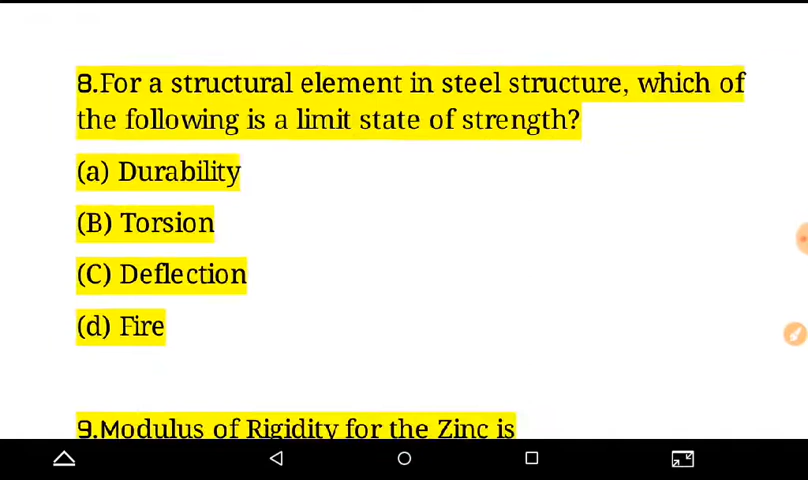 8.For a structural element in steel structure, which of
the following is a limit state of strength?
(a) Durability
(B) Torsion
(C) Deflection
(d) Fire
9.Modulus of Rigidity for the Zinc is